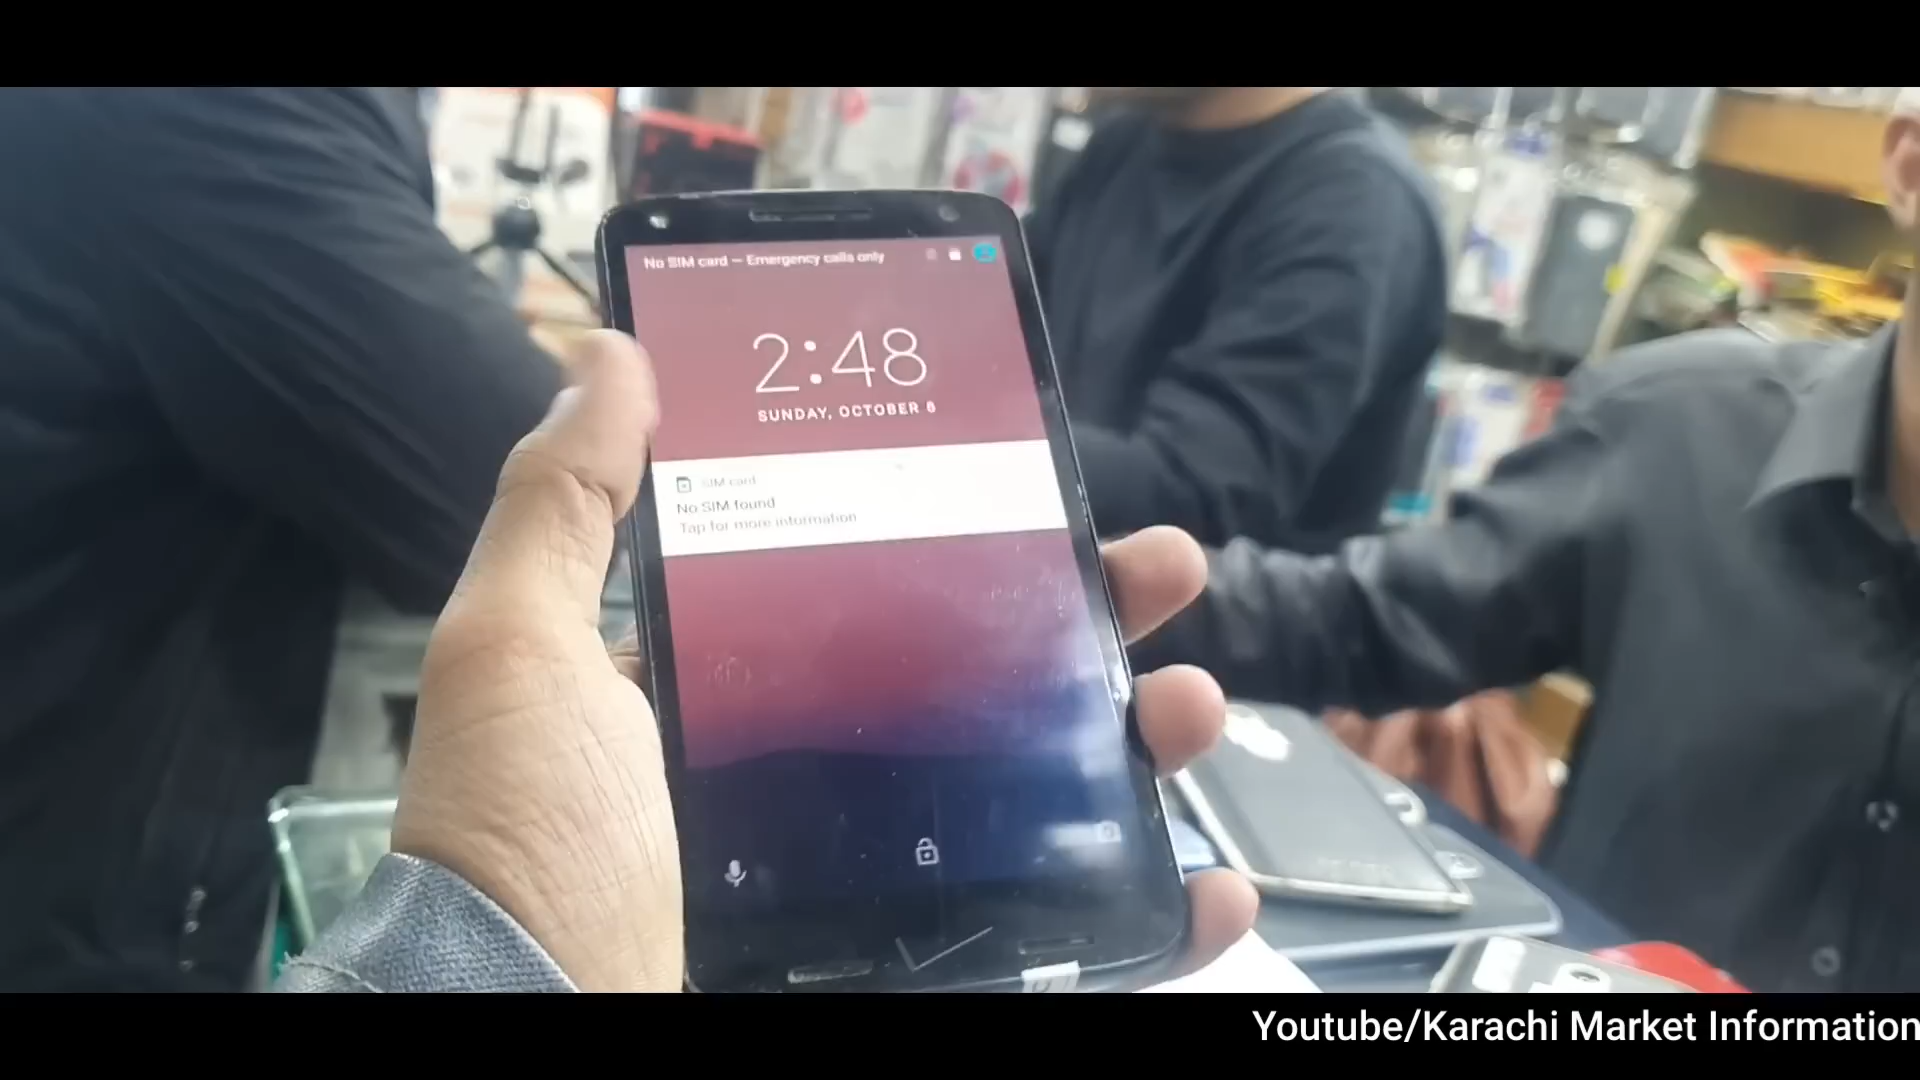 No SIM card — Emergency calls only
2:48
SUNDAY, OCTOBER 8
SIM card
No SIM found
Tap for more information
Youtube/Karachi Market Information